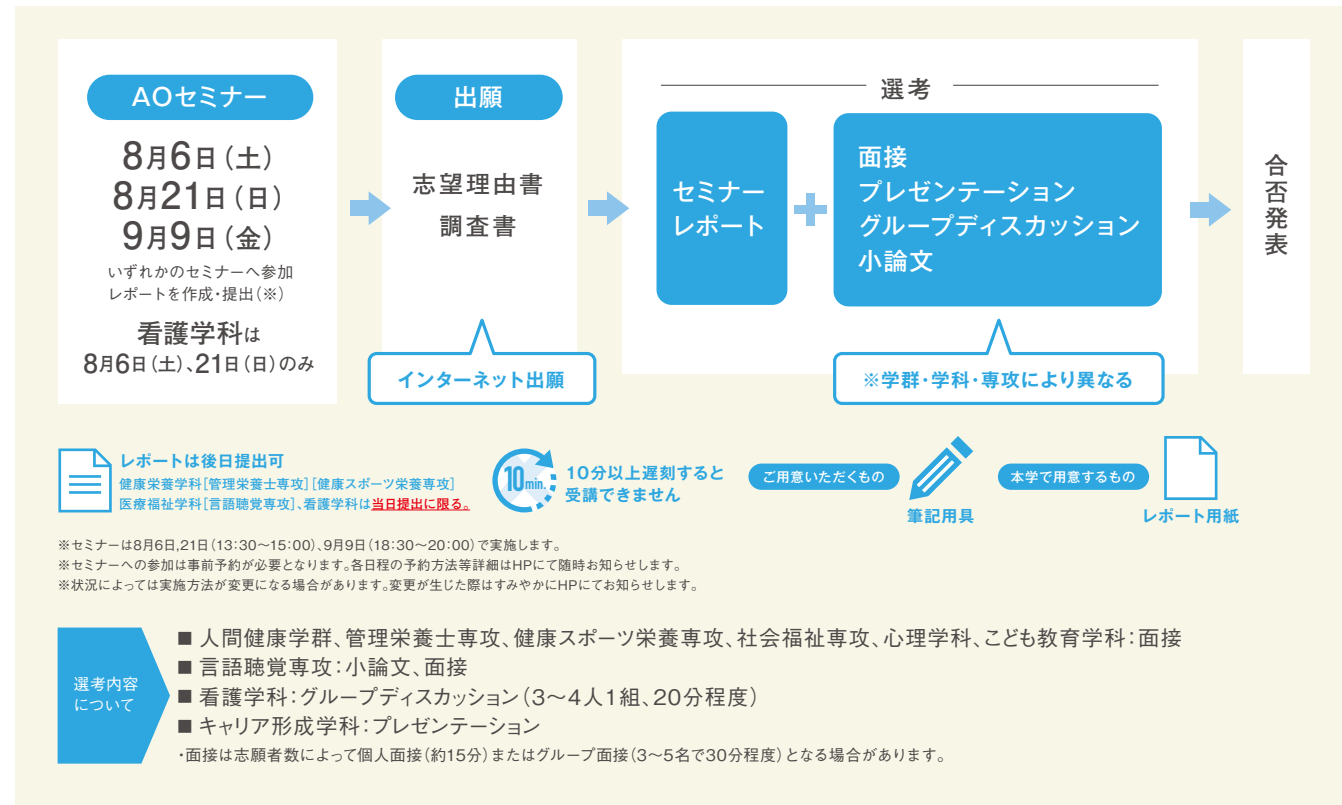 AOセミナー
8月6日(土)
8月21日(日)
9月9日(金)
いずれかのセミナーへ参加
レポートを作成・提出(※)
看護学科は
8月6日(土)、21日(日)のみ
出願
志望理由書
調査書
インターネット出願
選考
セミナー
レポート
面接
プレゼンテーション
グループディスカッション
小論文
※学群・学科・専攻により異なる
合否発表
レポートは後日提出可
健康栄養学科[管理栄養士専攻][健康スポーツ栄養専攻]
医療福祉学科[言語聴覚専攻]、看護学科は当日提出に限る。
10min.
10分以上遅刻すると
受講できません
ご用意いただくもの
筆記用具
本学で用意するもの
レポート用紙
※セミナーは8月6日,21日(13:30〜15:00)、9月9日(18:30〜20:00)で実施します。
※セミナーへの参加は事前予約が必要となります。各日程の予約方法等詳細はHPにて随時お知らせします。
※状況によっては実施方法が変更になる場合があります。変更が生じた際はすみやかにHPにてお知らせします。
選考内容
について
■ 人間健康学群、管理栄養士専攻、健康スポーツ栄養専攻、社会福祉専攻、心理学科、こども教育学科:面接
■ 言語聴覚専攻:小論文、面接
■ 看護学科:グループディスカッション(3〜4人1組、20分程度)
■ キャリア形成学科:プレゼンテーション
・面接は志願者数によって個人面接(約15分)またはグループ面接(3〜5名で30分程度)となる場合があります。